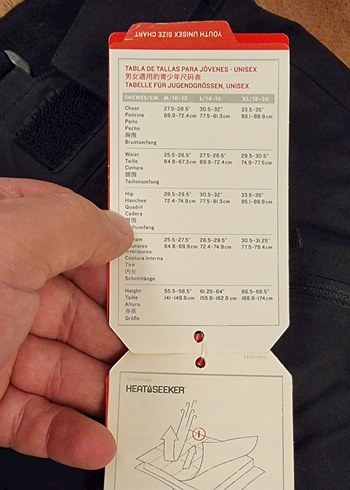 YOUTH UNISEX SIZE CHART
TABLA DE TALLAS PARA JÓVENES - UNISEX
男女通用的青少年尺码表
TABELLE FÜR JUGENDGRÖSSEN, UNISEX
INCHES/CM M/10-12 L/14-16 XL/18-20
Chest 27.5-28.5" 30.5-32" 33.5-35"
Poitrine 69.8-72.4cm 77.5-81.3cm 85.1-88.9cm
Peito
Pecho
胸围
Brustumfang
Waist 25.5-26.5" 27.5-28.5" 29.5-30.5"
Taille 64.8-67.3cm 69.9-72.4cm 74.9-77.5cm
Cintura
腰围
Taillenumfang
Hip 28.5-29.5" 30.5-32" 33.5-35"
Hanches 72.4-74.9cm 77.5-81.3cm 85.1-88.9cm
Quadril
Cadera
25.5-27.5" 28.5-29.5" 30.5-31.25"
64.8-69.9cm 72.4-74.9cm 77.5-79.4cm
Costura Interna
Tiro
内长
Schrittlänge
Height 55.5-58.5" 61.25-64" 66.5-68.5"
Taille 141-148.6cm 155.6-162.6cm 168.9-174cm
Altura
身高
Größe
HEAT SEEKER™